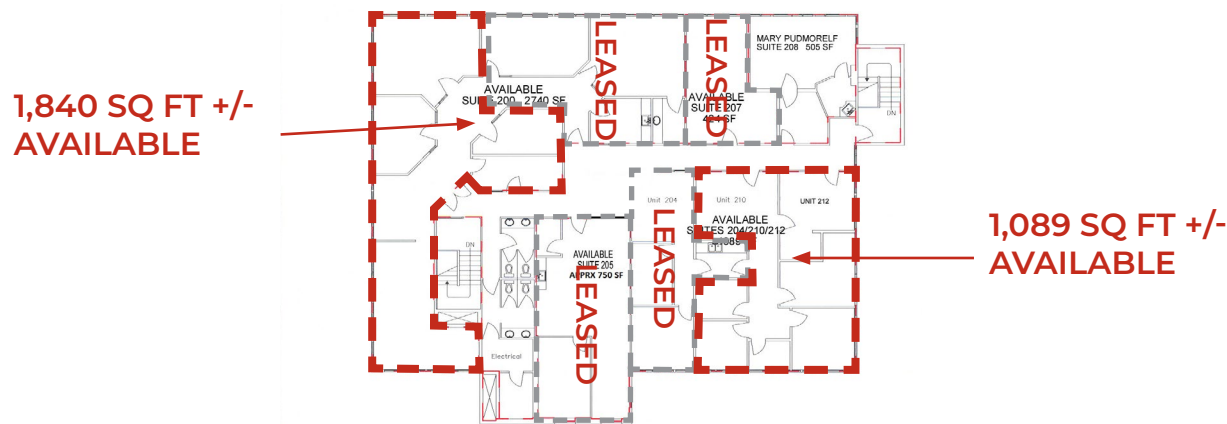 1,840 SQ FT +/-
AVAILABLE
AVAILABLE
SUITE 200 2740 SF
LEASED
LEASED
AVAILABLE
SUITE 207
424 SF
MARY PUDMORELF
SUITE 208 505 SF
DN
DN
Unit 204
LEASED
Unit 210
UNIT 212
AVAILABLE
SUITES 204/210/212
AVAILABLE
SUITE 205
APPRX 750 SF
LEASED
Electrical
1,089 SQ FT +/-
AVAILABLE